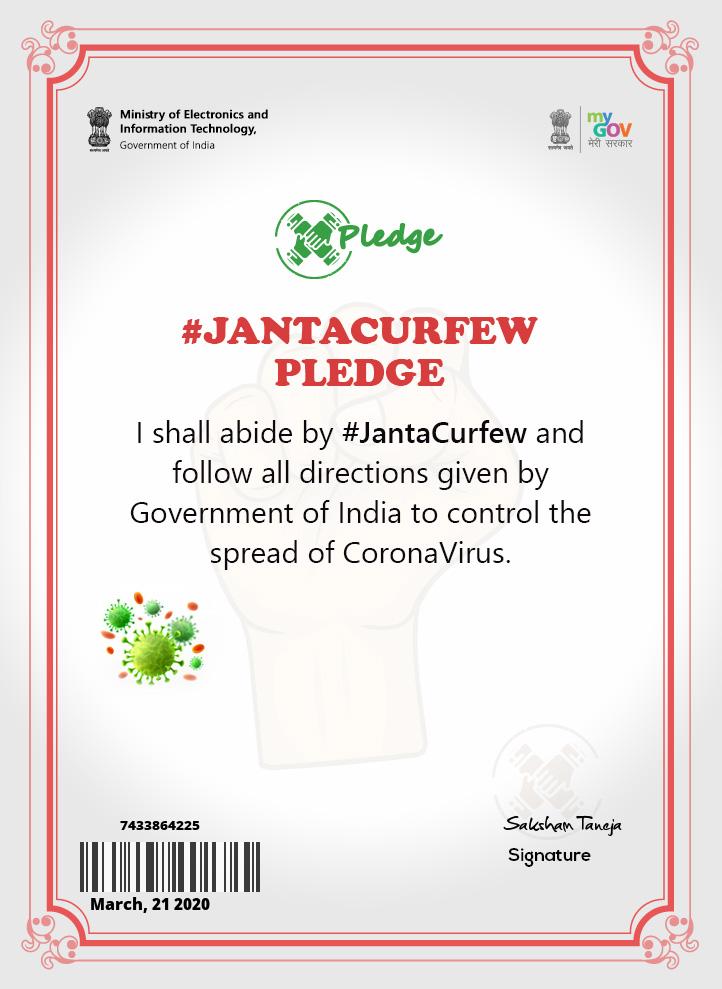 Ministry of Electronics and
Information Technology,
Government of India
सत्यमेव जयते
सत्यमेव जयते
my
GOV
मेरी सरकार
Pledge
#JANTACURFEW
PLEDGE
I shall abide by #JantaCurfew and
follow all directions given by
Government of India to control the
spread of CoronaVirus.
7433864225
March, 21 2020
Saksham Taneja
Signature